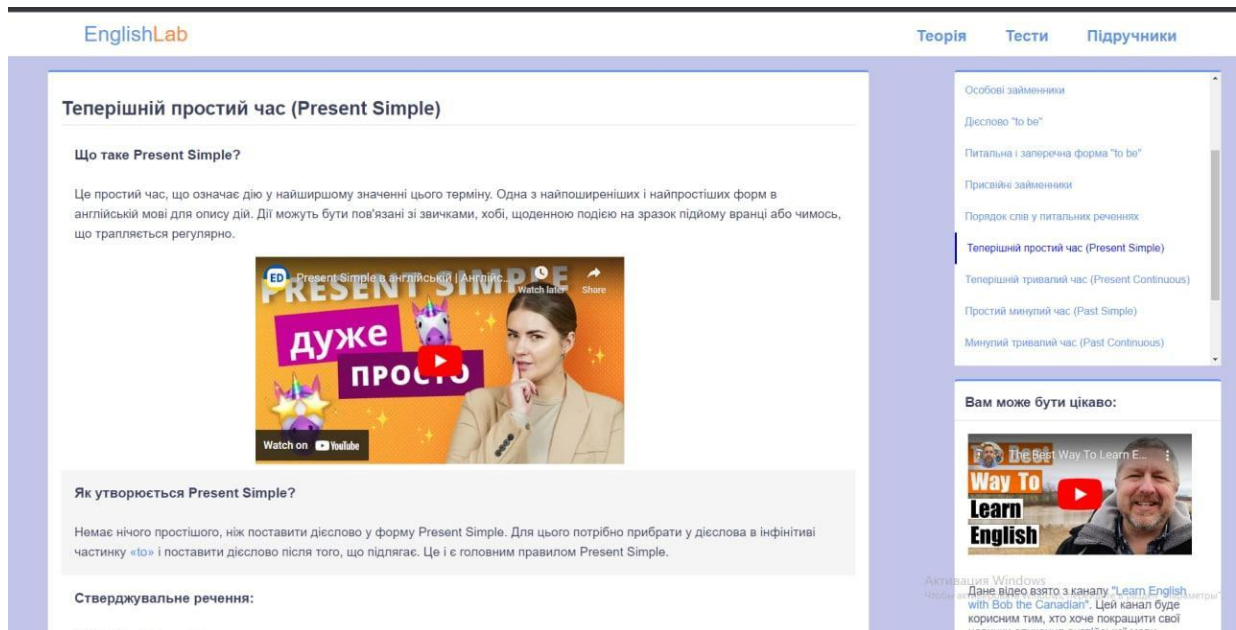 EnglishLab
Теорія Тести Підручники
Теперішній простий час (Present Simple)
Що таке Present Simple?
Це простий час, що означає дію у найширшому значенні цього терміну. Одна з найпоширеніших і найпростіших форм в
англійській мові для опису дій. Дії можуть бути пов'язані зі звичками, хобі, щоденною подією на зразок підйому вранці або чимось,
що трапляється регулярно.
ED Present Simple в англійській | Англійс...
Watch later Share
PRESENT SIMPLE
дуже
просто
Watch on YouTube
Як утворюється Present Simple?
Немає нічого простішого, ніж поставити дієслово у форму Present Simple. Для цього потрібно прибрати у дієслова в інфінітиві
частинку «to» і поставити дієслово після того, що підлягає. Це і є головним правилом Present Simple.
Стверджувальне речення:
Особові займенники
Дієслово "to be"
Питальна і заперечна форма "to be"
Присвійні займенники
Порядок слів у питальних реченнях
Теперішній простий час (Present Simple)
Теперішній тривалий час (Present Continuous)
Простий минулий час (Past Simple)
Минулий тривалий час (Past Continuous)
Вам може бути цікаво:
The Best Way To Learn E...
Best
Way To
Learn
English
Активация Windows
Дане відео взято з каналу "Learn English
with Bob the Canadian". Цей канал буде
корисним тим, хто хоче покращити свої